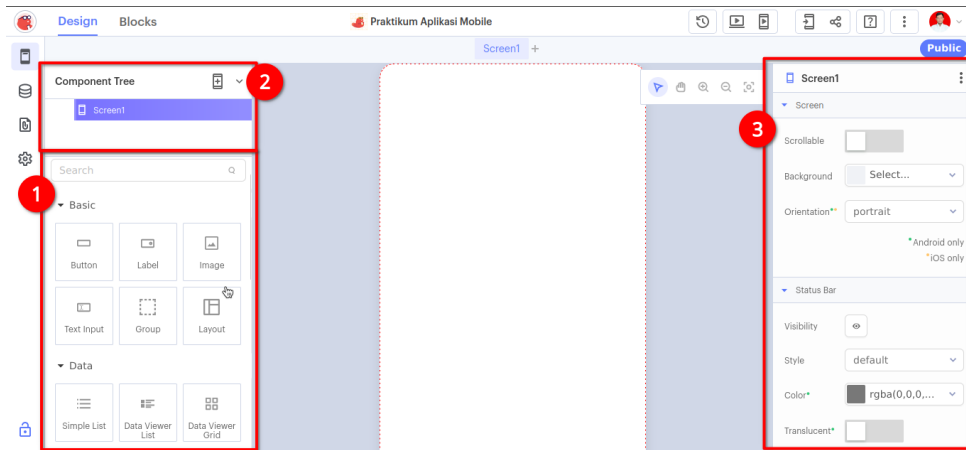 Design Blocks Praktikum Aplikasi Mobile
Screen1 +
Public
Component Tree
2
Screen1
1
Search
Basic
Button Label Image
Text Input Group Layout
Data
Simple List Data Viewer List Data Viewer Grid
3
Screen1
Screen
Scrollable
Background Select...
Orientation** portrait
*Android only
*iOS only
Status Bar
Visibility
Style default
Color* rgba(0,0,0,...
Translucent*